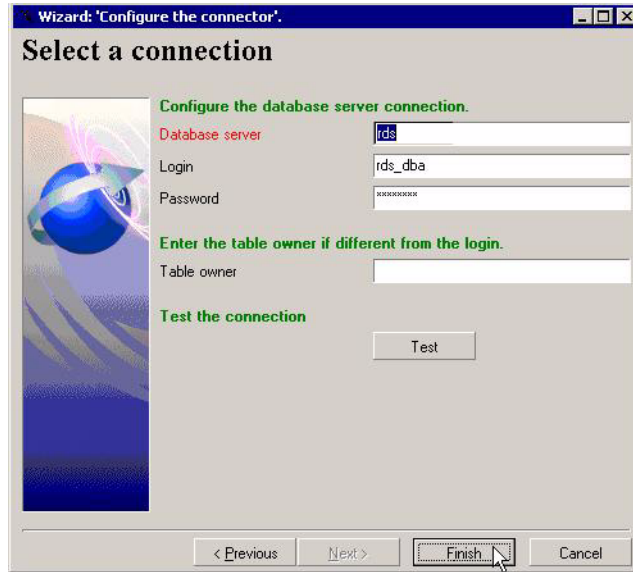 Wizard: 'Configure the connector'.
Select a connection
Configure the database server connection.
Database server rds
Login rds_dba
Password xxxxxxxx
Enter the table owner if different from the login.
Table owner
Test the connection
Test
< Previous Next > Finish Cancel